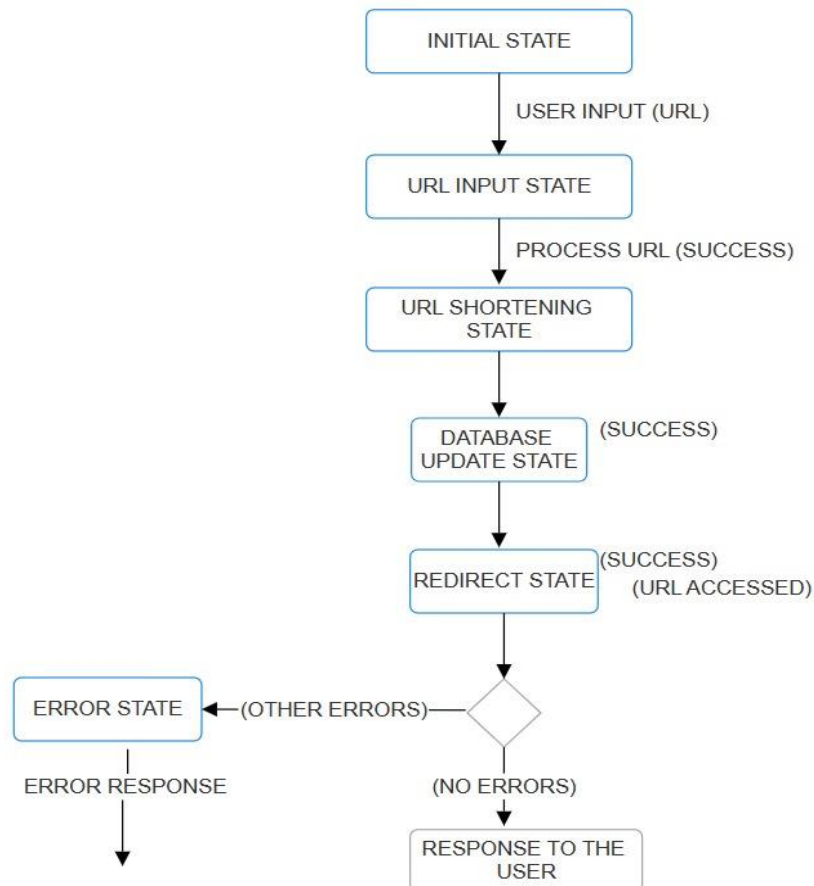 INITIAL STATE
USER INPUT (URL)
URL INPUT STATE
PROCESS URL (SUCCESS)
URL SHORTENING
STATE
DATABASE
UPDATE STATE
(SUCCESS)
REDIRECT STATE
(SUCCESS)
(URL ACCESSED)
ERROR STATE
(OTHER ERRORS)
ERROR RESPONSE
(NO ERRORS)
RESPONSE TO THE
USER